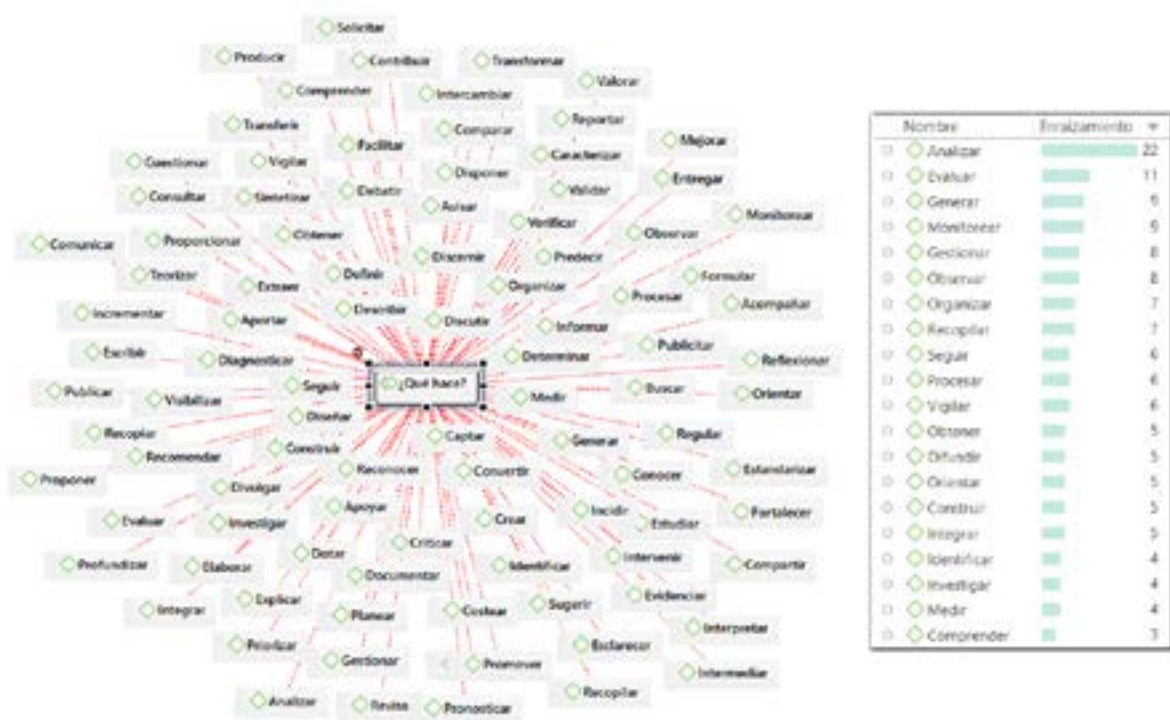 Solicitar
Producir
Contribuir
Transformar
Valorar
Comprender
Intercambiar
Transferir
Reportar
Comparar
Mejorar
Facilitar
Cuestionar
Vigilar
Caracterizar
Disponer
Entregar
Consultar
Sintetizar
Debatir
Validar
Avisar
Monitorear
Verificar
Comunicar
Proporcionar
Obtener
Observar
Discernir
Predecir
Teorizar
Extraer
Definir
Organizar
Formular
Procesar
Acompañar
Incrementar
Aportar
Describir
Discutir
Informar
Publicitar
Escribir
Diagnosticar
Determinar
Reflexionar
Seguir
¿Qué hace?
Buscar
Publicar
Visibilizar
Medir
Orientar
Diseñar
Recopilar
Captar
Generar
Regular
Recomendar
Construir
Reconocer
Convertir
Conocer
Estandarizar
Proponer
Divulgar
Apoyar
Incidir
Fortalecer
Evaluar
Investigar
Crear
Estudiar
Criticar
Profundizar
Elaborar
Dotar
Documentar
Identificar
Intervenir
Compartir
Integrar
Explicar
Planear
Costear
Sugerir
Evidenciar
Priorizar
Interpretar
Gestionar
Promover
Esclarecer
Intermediar
Analizar
Pronosticar
Recopilar
Nombre Enraizamiento
Analizar 22
Evaluar 11
Generar 9
Monitorear 9
Gestionar 8
Observar 8
Organizar 7
Recopilar 7
Seguir 6
Procesar 6
Vigilar 6
Obtener 5
Difundir 5
Orientar 5
Construir 5
Integrar 5
Identificar 4
Investigar 4
Medir 4
Comprender 3